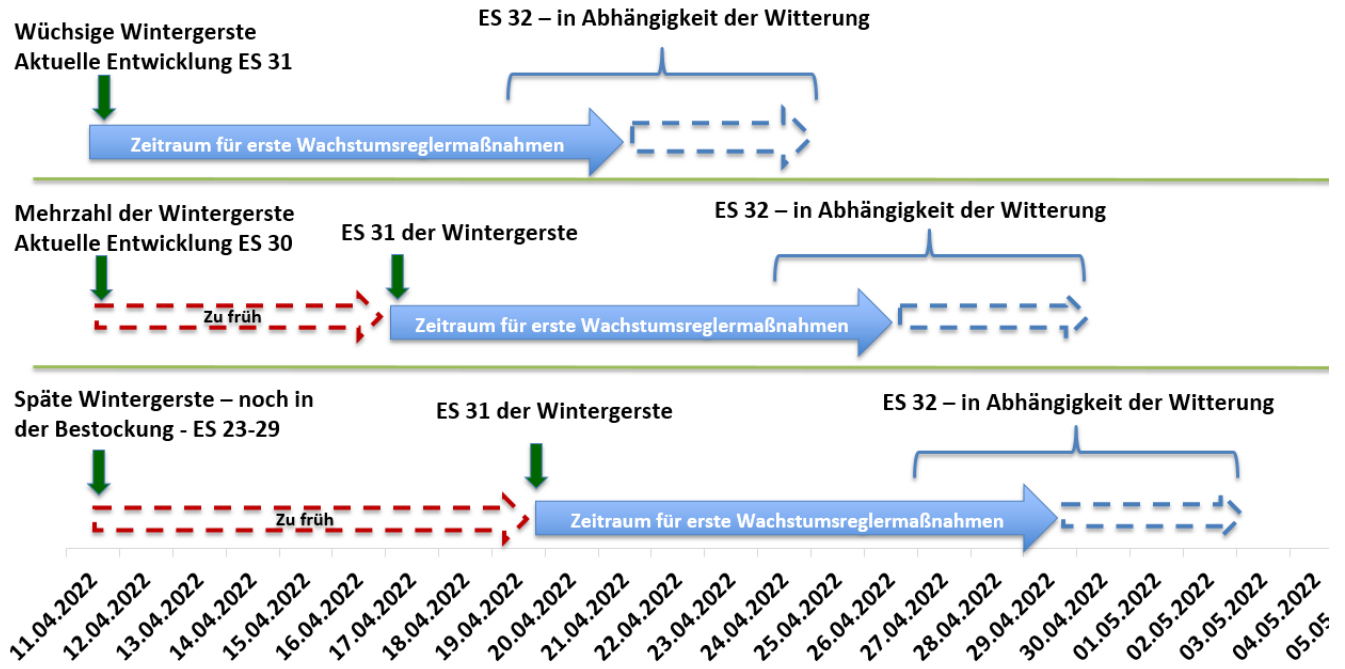 Wüchsige Wintergerste
Aktuelle Entwicklung ES 31
ES 32 – in Abhängigkeit der Witterung
Zeitraum für erste Wachstumsreglermaßnahmen
Mehrzahl der Wintergerste
Aktuelle Entwicklung ES 30
ES 31 der Wintergerste
ES 32 – in Abhängigkeit der Witterung
Zu früh
Zeitraum für erste Wachstumsreglermaßnahmen
Späte Wintergerste – noch in
der Bestockung - ES 23-29
ES 31 der Wintergerste
ES 32 – in Abhängigkeit der Witterung
Zu früh
Zeitraum für erste Wachstumsreglermaßnahmen
11.04.2022
12.04.2022
13.04.2022
14.04.2022
15.04.2022
16.04.2022
17.04.2022
18.04.2022
19.04.2022
20.04.2022
21.04.2022
22.04.2022
23.04.2022
24.04.2022
25.04.2022
26.04.2022
27.04.2022
28.04.2022
29.04.2022
30.04.2022
01.05.2022
02.05.2022
03.05.2022
04.05.2022
05.05.